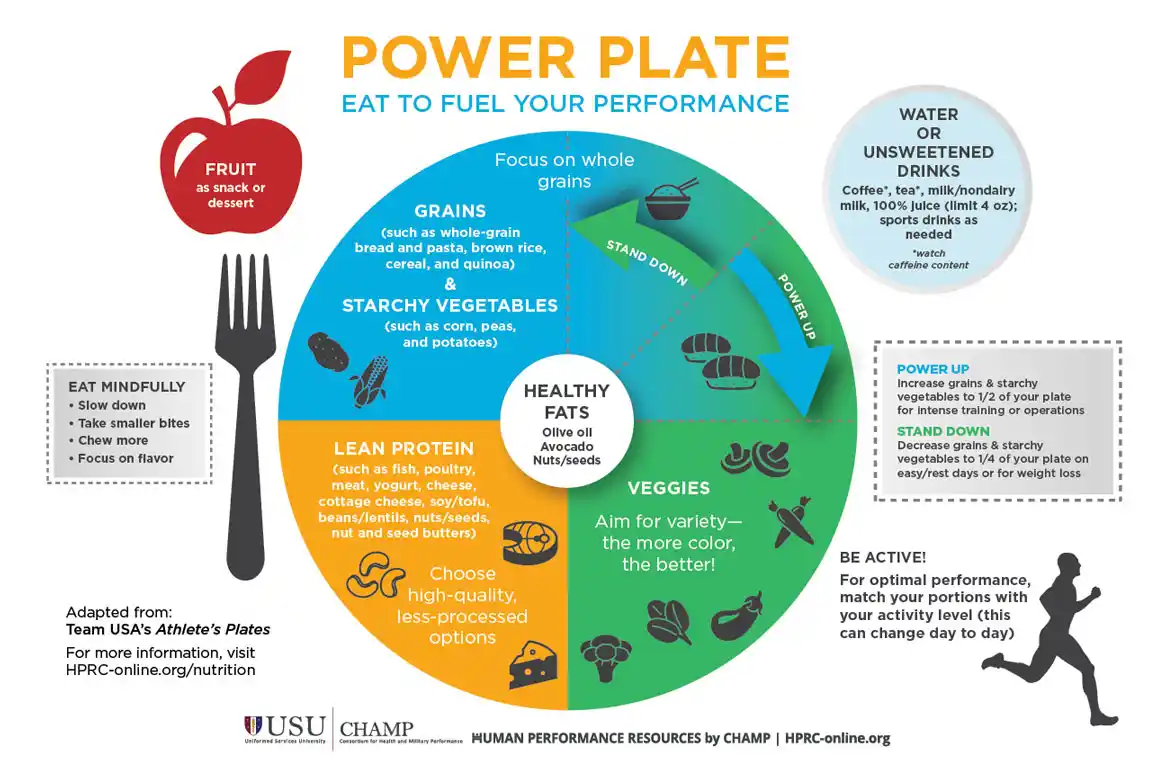 POWER PLATE
EAT TO FUEL YOUR PERFORMANCE
FRUIT
as snack or
dessert
Focus on whole
grains
GRAINS
(such as whole-grain
bread and pasta, brown rice,
cereal, and quinoa)
&
STARCHY VEGETABLES
(such as corn, peas,
and potatoes)
STAND DOWN
POWER UP
WATER
OR
UNSWEETENED
DRINKS
Coffee*, tea*, milk/nondairy
milk, 100% juice (limit 4 oz);
sports drinks as
needed
*watch
caffeine content
HEALTHY
FATS
Olive oil
Avocado
Nuts/seeds
EAT MINDFULLY
• Slow down
• Take smaller bites
• Chew more
• Focus on flavor
POWER UP
Increase grains & starchy
vegetables to 1/2 of your plate
for intense training or operations
STAND DOWN
Decrease grains & starchy
vegetables to 1/4 of your plate on
easy/rest days or for weight loss
LEAN PROTEIN
(such as fish, poultry,
meat, yogurt, cheese,
cottage cheese, soy/tofu,
beans/lentils, nuts/seeds,
nut and seed butters)
Choose
high-quality,
less-processed
options
VEGGIES
Aim for variety—
the more color,
the better!
BE ACTIVE!
For optimal performance,
match your portions with
your activity level (this
can change day to day)
Adapted from:
Team USA's Athlete's Plates
For more information, visit
HPRC-online.org/nutrition
USU
Uniformed Services University
CHAMP
Consortium for Health and Military Performance
HUMAN PERFORMANCE RESOURCES by CHAMP | HPRC-online.org